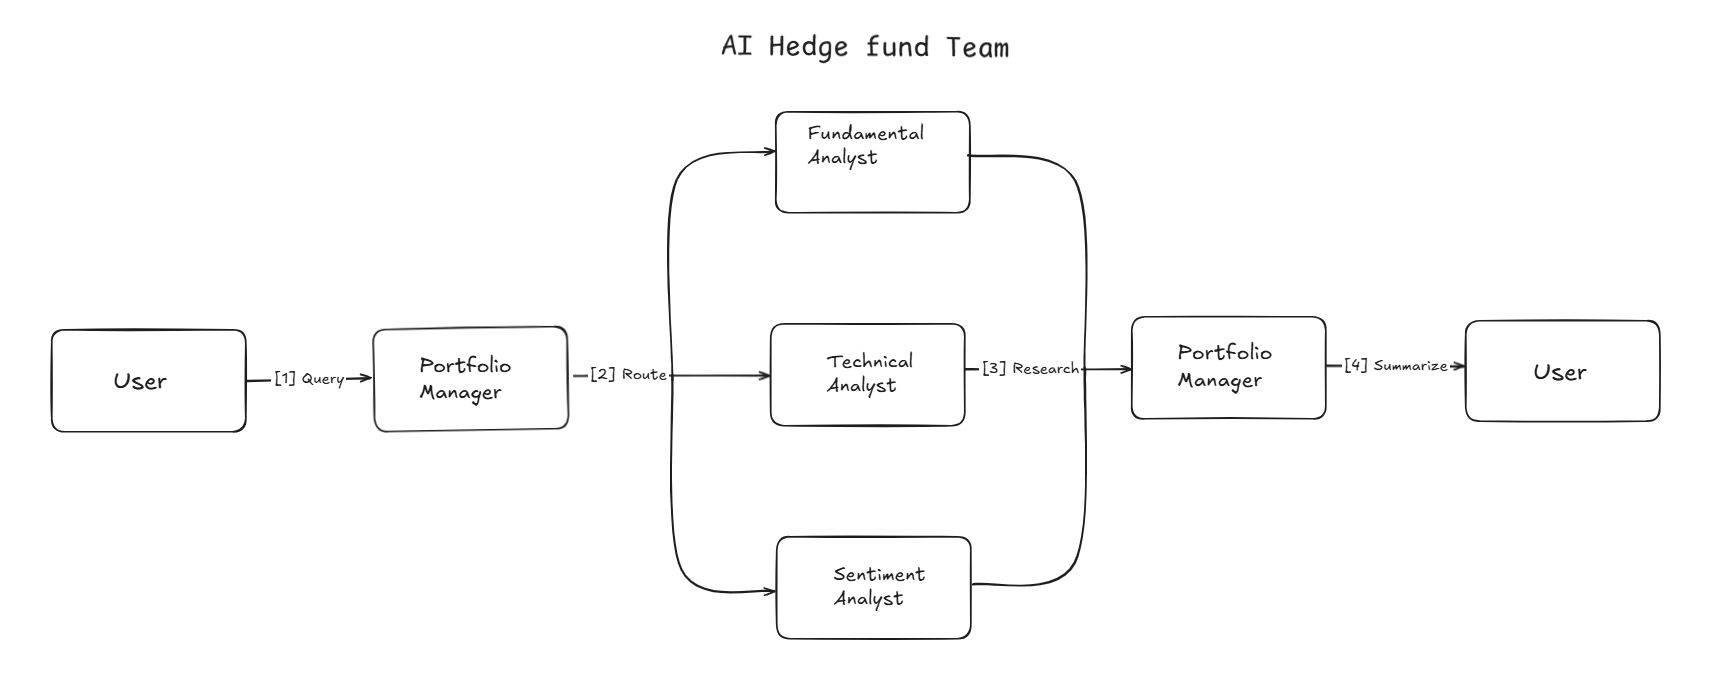 AI Hedge fund Team
Fundamental
Analyst
User
[1] Query
Portfolio
Manager
[2] Route
Technical
Analyst
[3] Research
Portfolio
Manager
[4] Summarize
User
Sentiment
Analyst